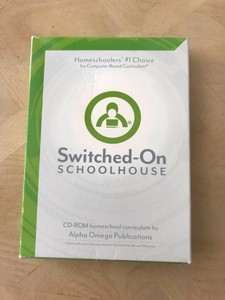 Homeschoolers' #1 Choice
for Computer-Based Curriculum®
Switched-On
SCHOOLHOUSE
CD-ROM homeschool curriculum by
Alpha Omega Publications